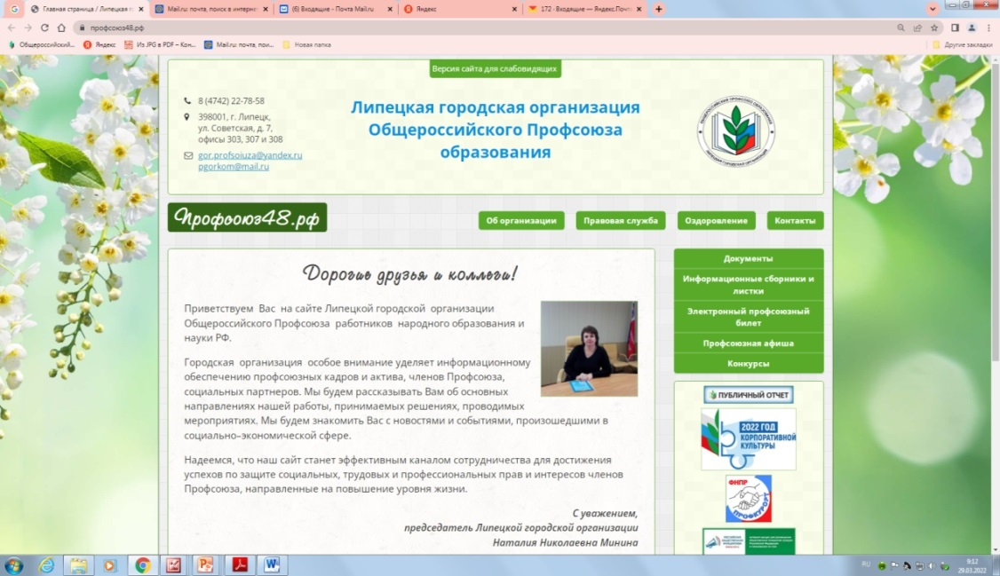 Главная страница / Липецкая г
Mail.ru: почта, поиск в интерне
(6) Входящие - Почта Mail.ru
Яндекс
172 · Входящие — Яндекс.Почт
профсоюз48.рф
Общероссийский...
Яндекс
Из JPG в PDF – Кон...
Mail.ru: почта, пои...
Новая папка
Другие закладки
Версия сайта для слабовидящих
8 (4742) 22-78-58
398001, г. Липецк,
ул. Советская, д. 7,
офисы 303, 307 и 308
gor.profsoiuza@yandex.ru
pgorkom@mail.ru
Липецкая городская организация
Общероссийского Профсоюза
образования
Профсоюз48.рф
Об организации
Правовая служба
Оздоровление
Контакты
Дорогие друзья и коллеги!
Приветствуем Вас на сайте Липецкой городской организации
Общероссийского Профсоюза работников народного образования и
науки РФ.
Городская организация особое внимание уделяет информационному
обеспечению профсоюзных кадров и актива, членов Профсоюза,
социальных партнеров. Мы будем рассказывать Вам об основных
направлениях нашей работы, принимаемых решениях, проводимых
мероприятиях. Мы будем знакомить Вас с новостями и событиями, произошедшими в
социально–экономической сфере.
Надеемся, что наш сайт станет эффективным каналом сотрудничества для достижения
успехов по защите социальных, трудовых и профессиональных прав и интересов членов
Профсоюза, направленные на повышение уровня жизни.
С уважением,
председатель Липецкой городской организации
Наталия Николаевна Минина
Документы
Информационные сборники и
листки
Электронный профсоюзный
билет
Профсоюзная афиша
Конкурсы
ПУБЛИЧНЫЙ ОТЧЕТ
2022 ГОД
КОРПОРАТИВНОЙ
КУЛЬТУРЫ
ФНПР
ПРОФКУРОРТ
RU
9:12
29.03.2022